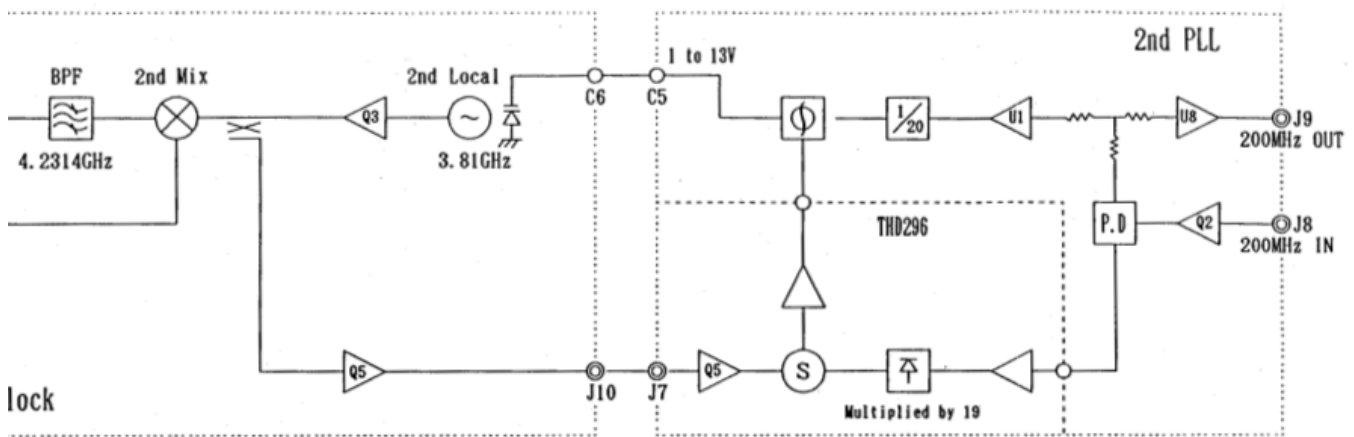 2nd PLL
1 to 13V
BPF
2nd Mix
2nd Local
C6
C5
Q3
1/20
U1
U8
J9
200MHz OUT
4.2314GHz
3.81GHz
THD296
P.D
Q2
J8
200MHz IN
Q5
J10
J7
Q5
S
lock
Multiplied by 19